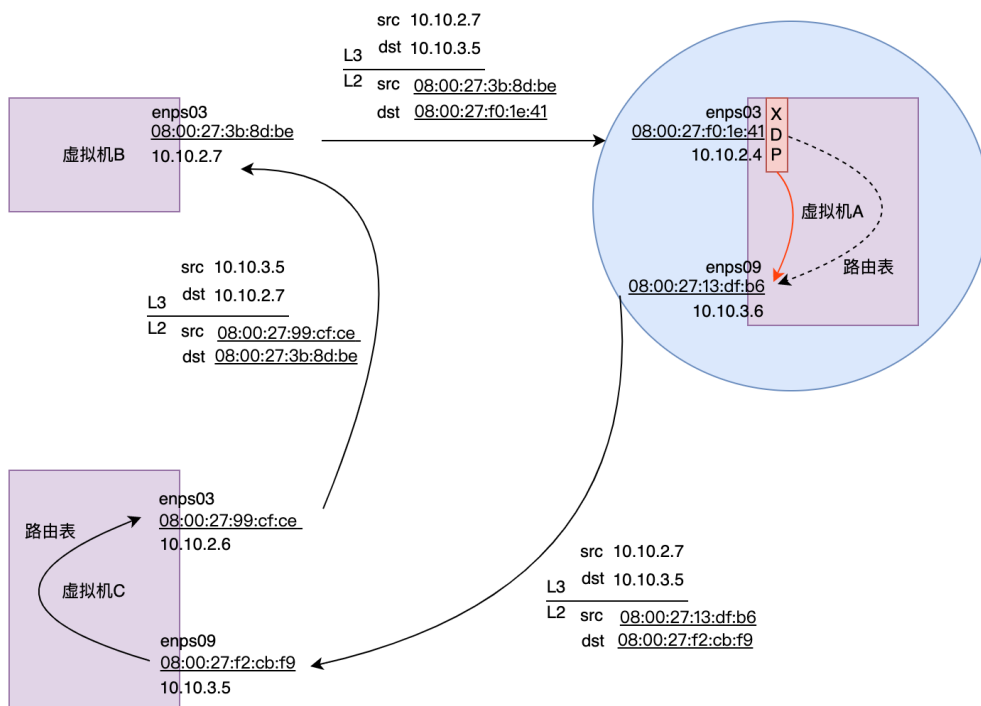 src 10.10.2.7
dst 10.10.3.5
L3
L2 src 08:00:27:3b:8d:be
dst 08:00:27:f0:1e:41
enps03
08:00:27:3b:8d:be
10.10.2.7
虚拟机B
enps03
08:00:27:f0:1e:41
10.10.2.4
X
D
P
虚拟机A
路由表
enps09
08:00:27:13:df:b6
10.10.3.6
src 10.10.3.5
dst 10.10.2.7
L3
L2 src 08:00:27:99:cf:ce
dst 08:00:27:3b:8d:be
enps03
08:00:27:99:cf:ce
10.10.2.6
路由表
虚拟机C
enps09
08:00:27:f2:cb:f9
10.10.3.5
src 10.10.2.7
dst 10.10.3.5
L3
L2 src 08:00:27:13:df:b6
dst 08:00:27:f2:cb:f9